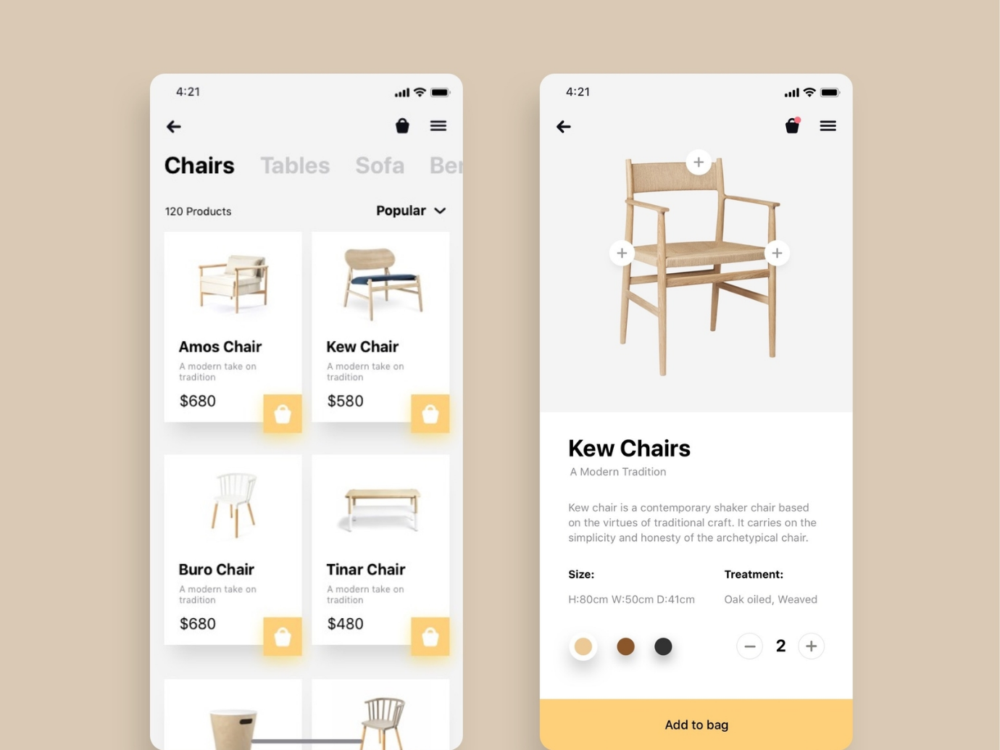 4:21
Chairs Tables Sofa Ber
120 Products Popular
Amos Chair
A modern take on
tradition
$680
Kew Chair
A modern take on
tradition
$580
Buro Chair
A modern take on
tradition
$680
Tinar Chair
A modern take on
tradition
$480
4:21
Kew Chairs
A Modern Tradition
Kew chair is a contemporary shaker chair based
on the virtues of traditional craft. It carries on the
simplicity and honesty of the archetypical chair.
Size:
H:80cm W:50cm D:41cm
Treatment:
Oak oiled, Weaved
2
Add to bag